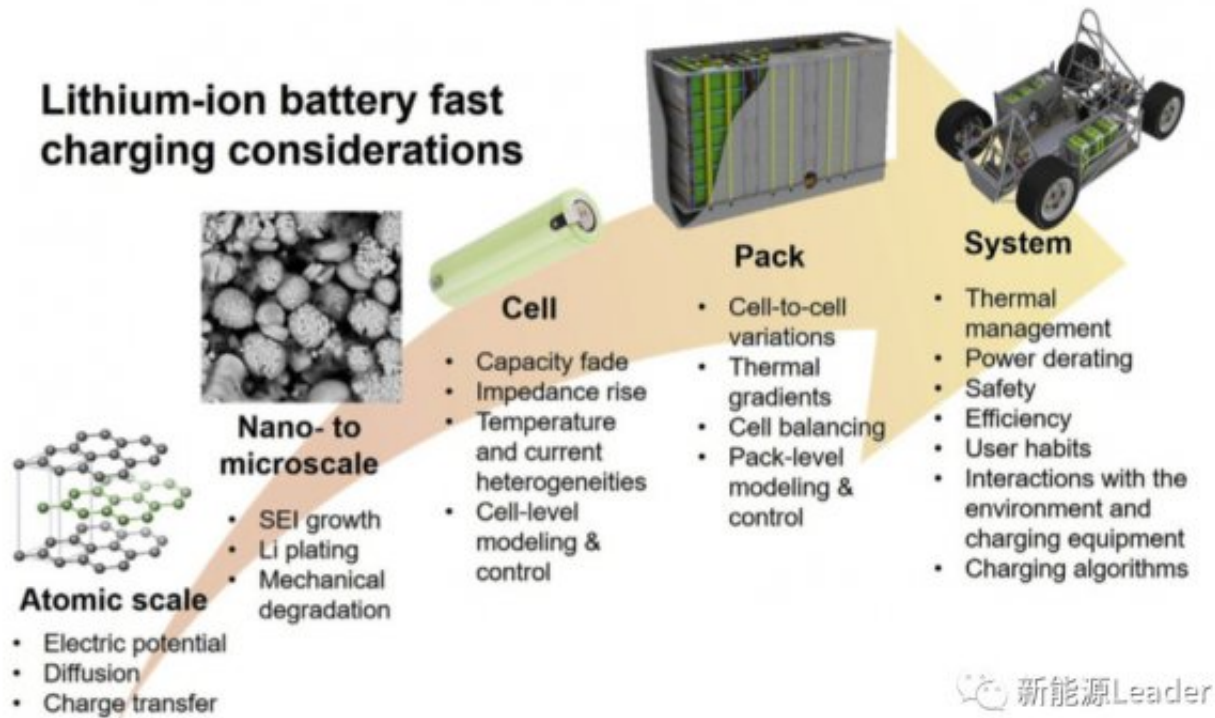 Lithium-ion battery fast
charging considerations
Atomic scale
• Electric potential
• Diffusion
• Charge transfer
Nano- to
microscale
• SEI growth
• Li plating
• Mechanical
degradation
Cell
• Capacity fade
• Impedance rise
• Temperature
and current
heterogeneities
• Cell-level
modeling &
control
Pack
• Cell-to-cell
variations
• Thermal
gradients
• Cell balancing
• Pack-level
modeling &
control
System
• Thermal
management
• Power derating
• Safety
• Efficiency
• User habits
• Interactions with the
environment and
charging equipment
• Charging algorithms
新能源Leader